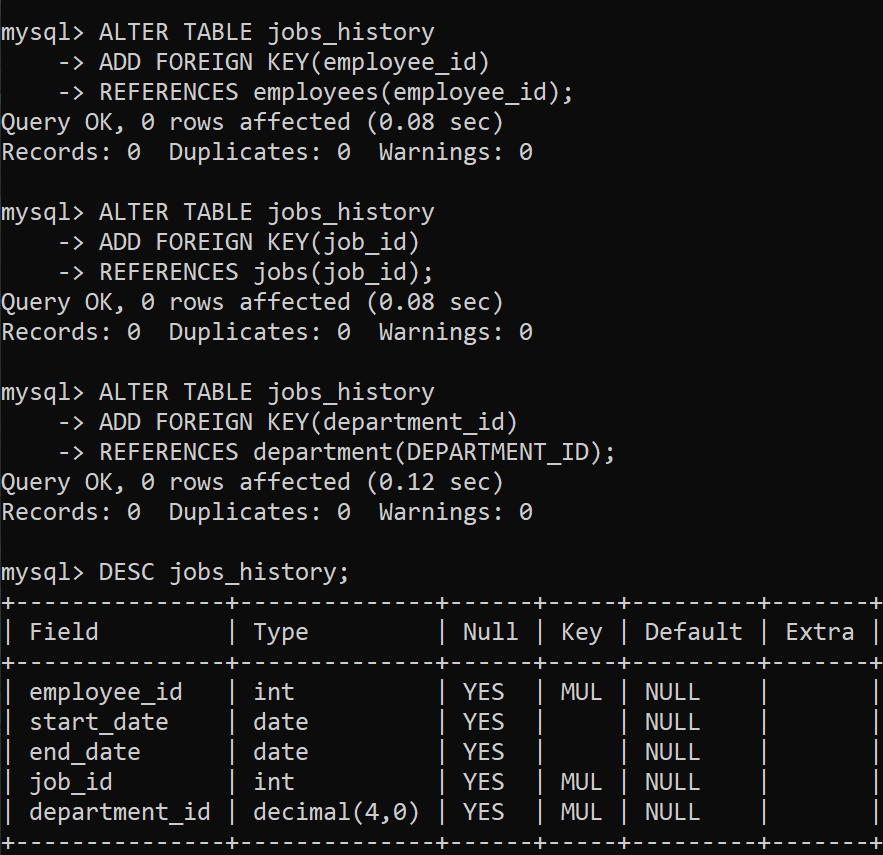 mysql> ALTER TABLE jobs_history
    -> ADD FOREIGN KEY(employee_id)
    -> REFERENCES employees(employee_id);
Query OK, 0 rows affected (0.08 sec)
Records: 0  Duplicates: 0  Warnings: 0

mysql> ALTER TABLE jobs_history
    -> ADD FOREIGN KEY(job_id)
    -> REFERENCES jobs(job_id);
Query OK, 0 rows affected (0.08 sec)
Records: 0  Duplicates: 0  Warnings: 0

mysql> ALTER TABLE jobs_history
    -> ADD FOREIGN KEY(department_id)
    -> REFERENCES department(DEPARTMENT_ID);
Query OK, 0 rows affected (0.12 sec)
Records: 0  Duplicates: 0  Warnings: 0

mysql> DESC jobs_history;
+---------------+--------------+------+-----+---------+-------+
| Field         | Type         | Null | Key | Default | Extra |
+---------------+--------------+------+-----+---------+-------+
| employee_id   | int          | YES  | MUL | NULL    |       |
| start_date    | date         | YES  |     | NULL    |       |
| end_date      | date         | YES  |     | NULL    |       |
| job_id        | int          | YES  | MUL | NULL    |       |
| department_id | decimal(4,0) | YES  | MUL | NULL    |       |
+---------------+--------------+------+-----+---------+-------+